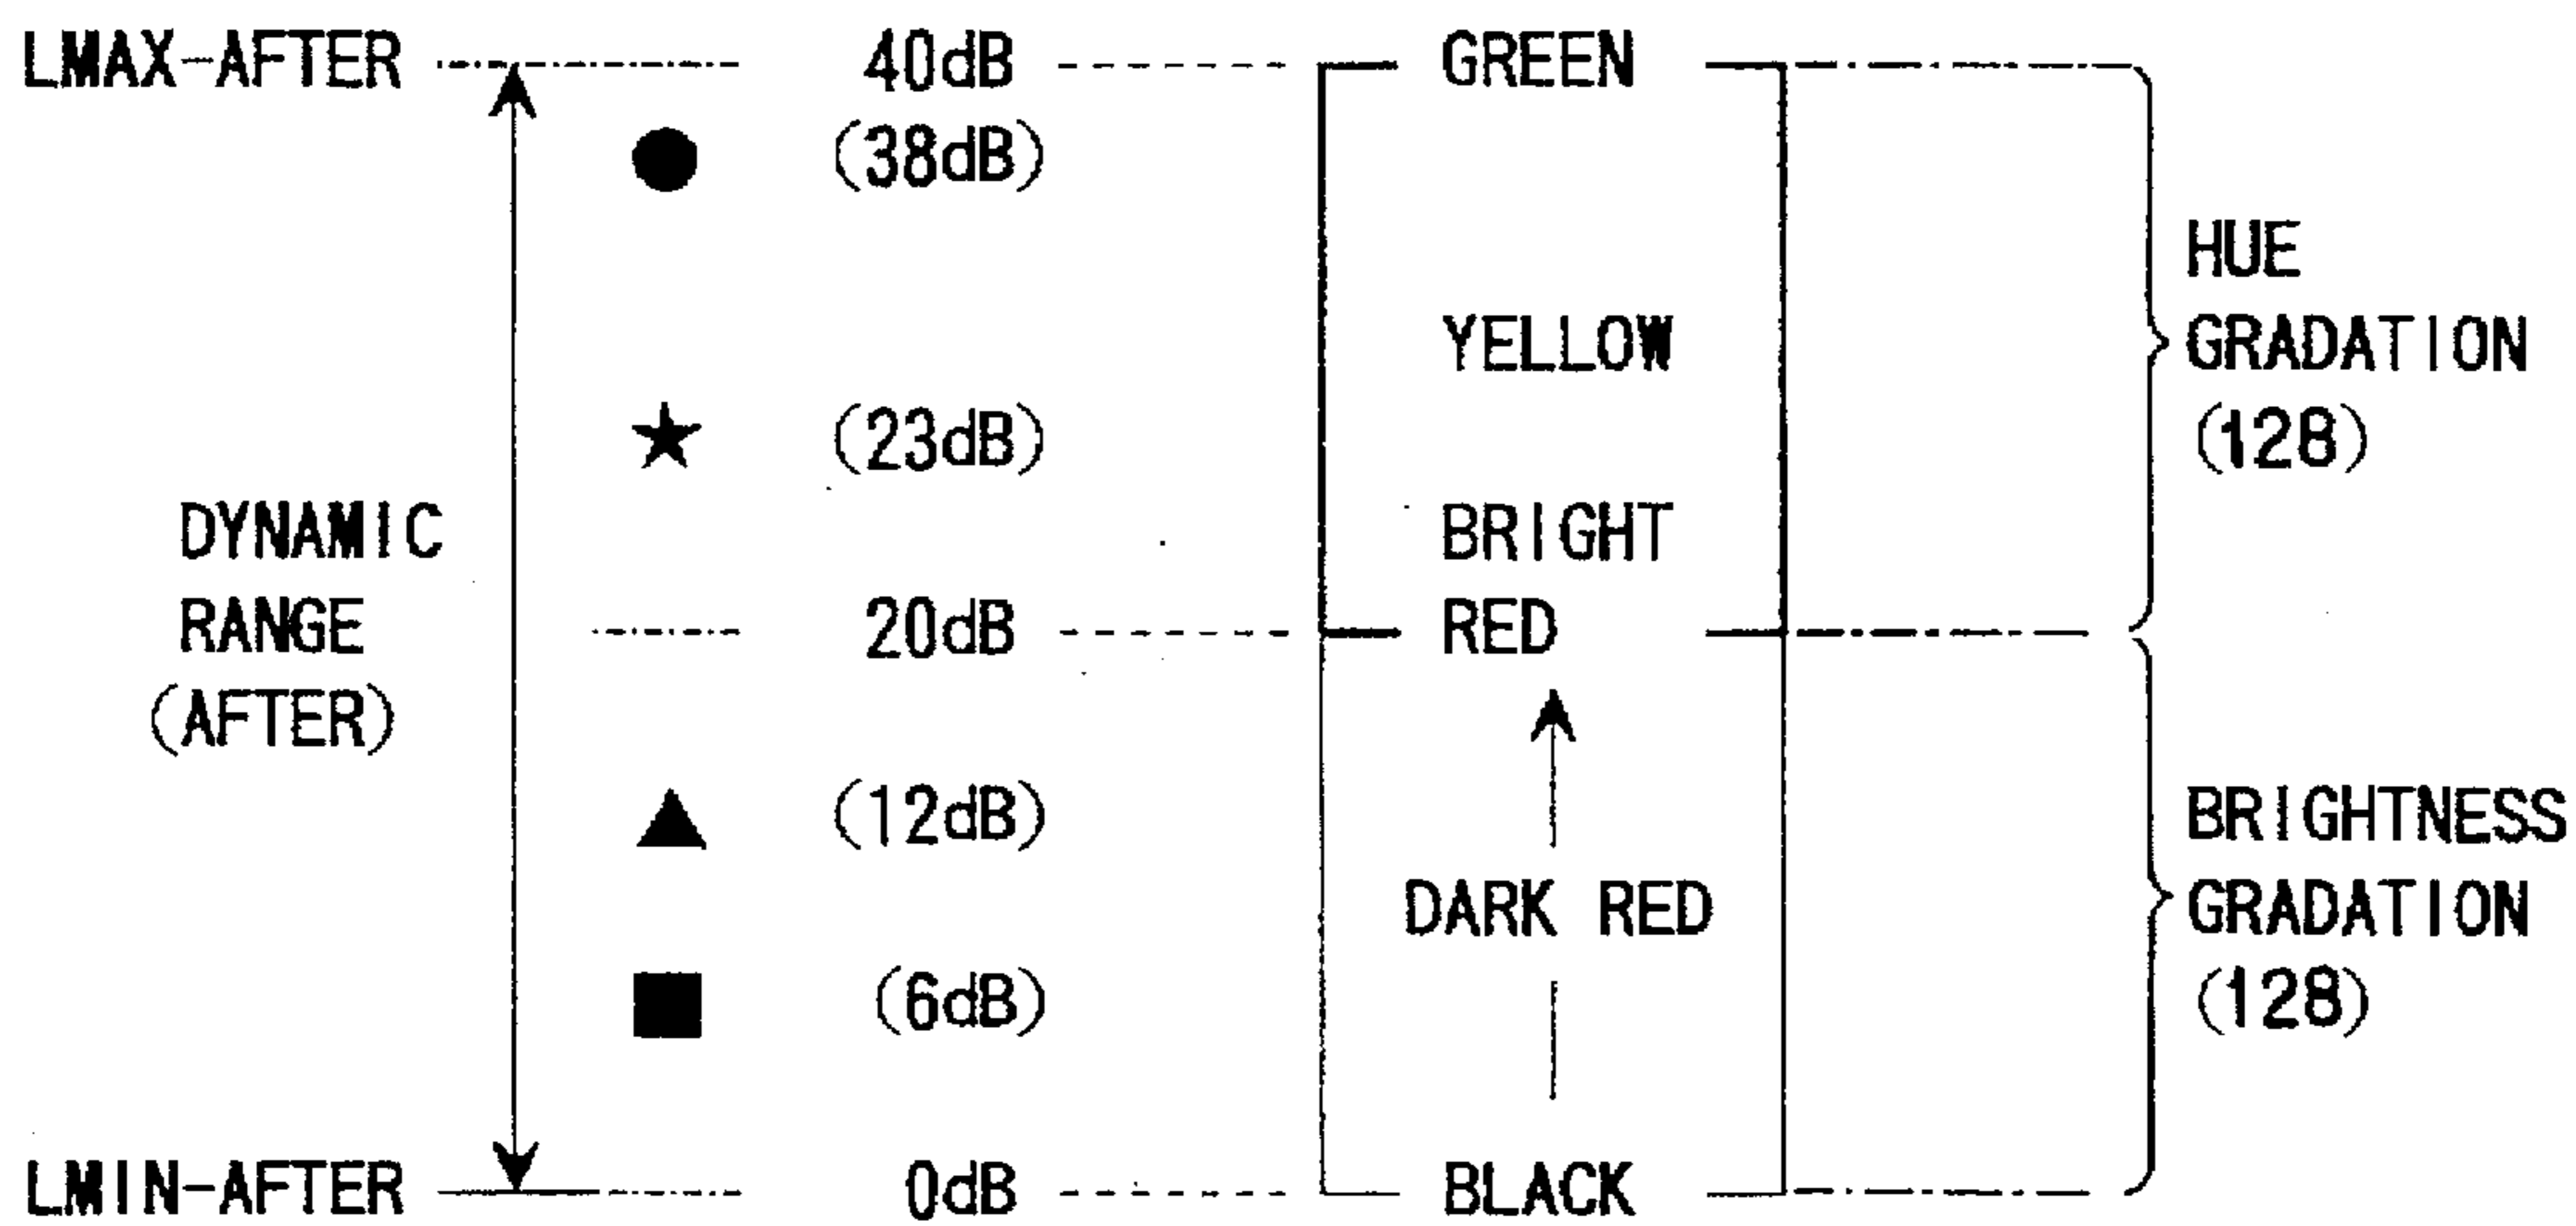 LMAX-AFTER 40dB GREEN
(38dB)
HUE
YELLOW GRADATION
(23dB) (128)
DYNAMIC BRIGHT
RANGE 20dB RED
(AFTER)
(12dB) BRIGHTNESS
DARK RED GRADATION
(6dB) (128)
LMIN-AFTER 0dB BLACK